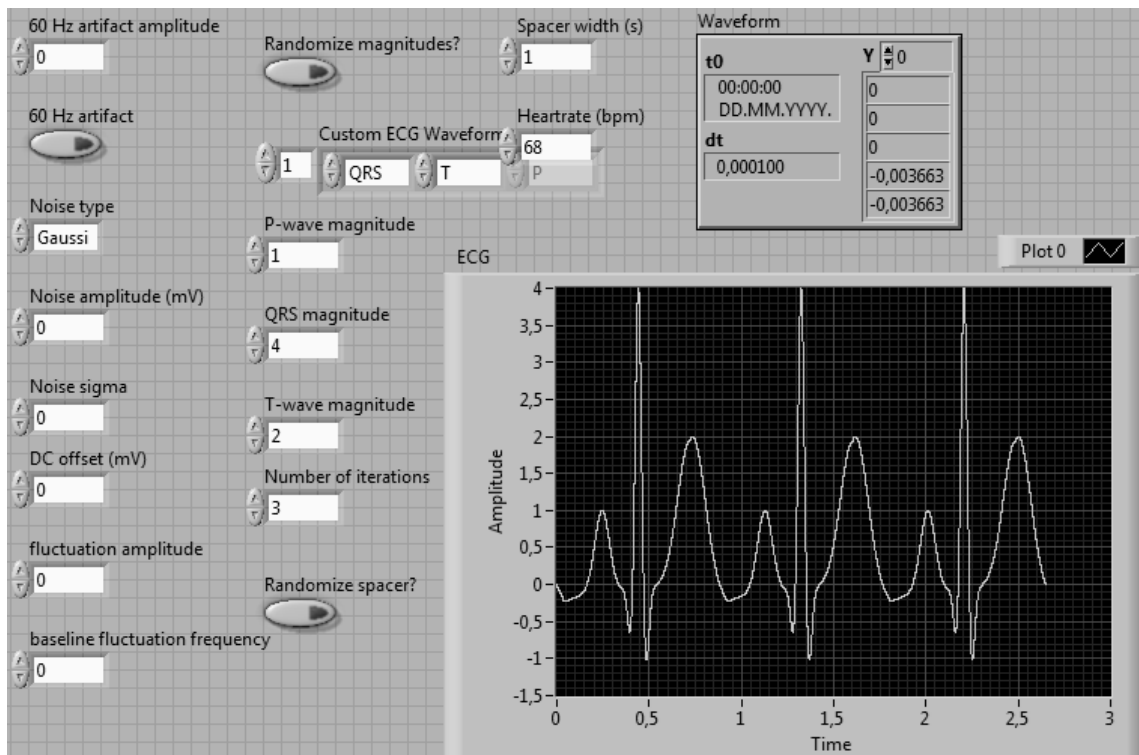 60 Hz artifact amplitude
0
60 Hz artifact
Noise type
Gaussi
Noise amplitude (mV)
0
Noise sigma
0
DC offset (mV)
0
fluctuation amplitude
0
baseline fluctuation frequency
0
Randomize magnitudes?
Custom ECG Waveform
1
QRS
T
P
P-wave magnitude
1
QRS magnitude
4
T-wave magnitude
2
Number of iterations
3
Randomize spacer?
Spacer width (s)
1
Heartrate (bpm)
68
Waveform
t0
00:00:00
DD.MM.YYYY.
dt
0,000100
Y
0
0
0
0
-0,003663
-0,003663
Plot 0
ECG
Amplitude
4
3,5
3
2,5
2
1,5
1
0,5
0
-0,5
-1
-1,5
0
0,5
1
1,5
2
2,5
3
Time